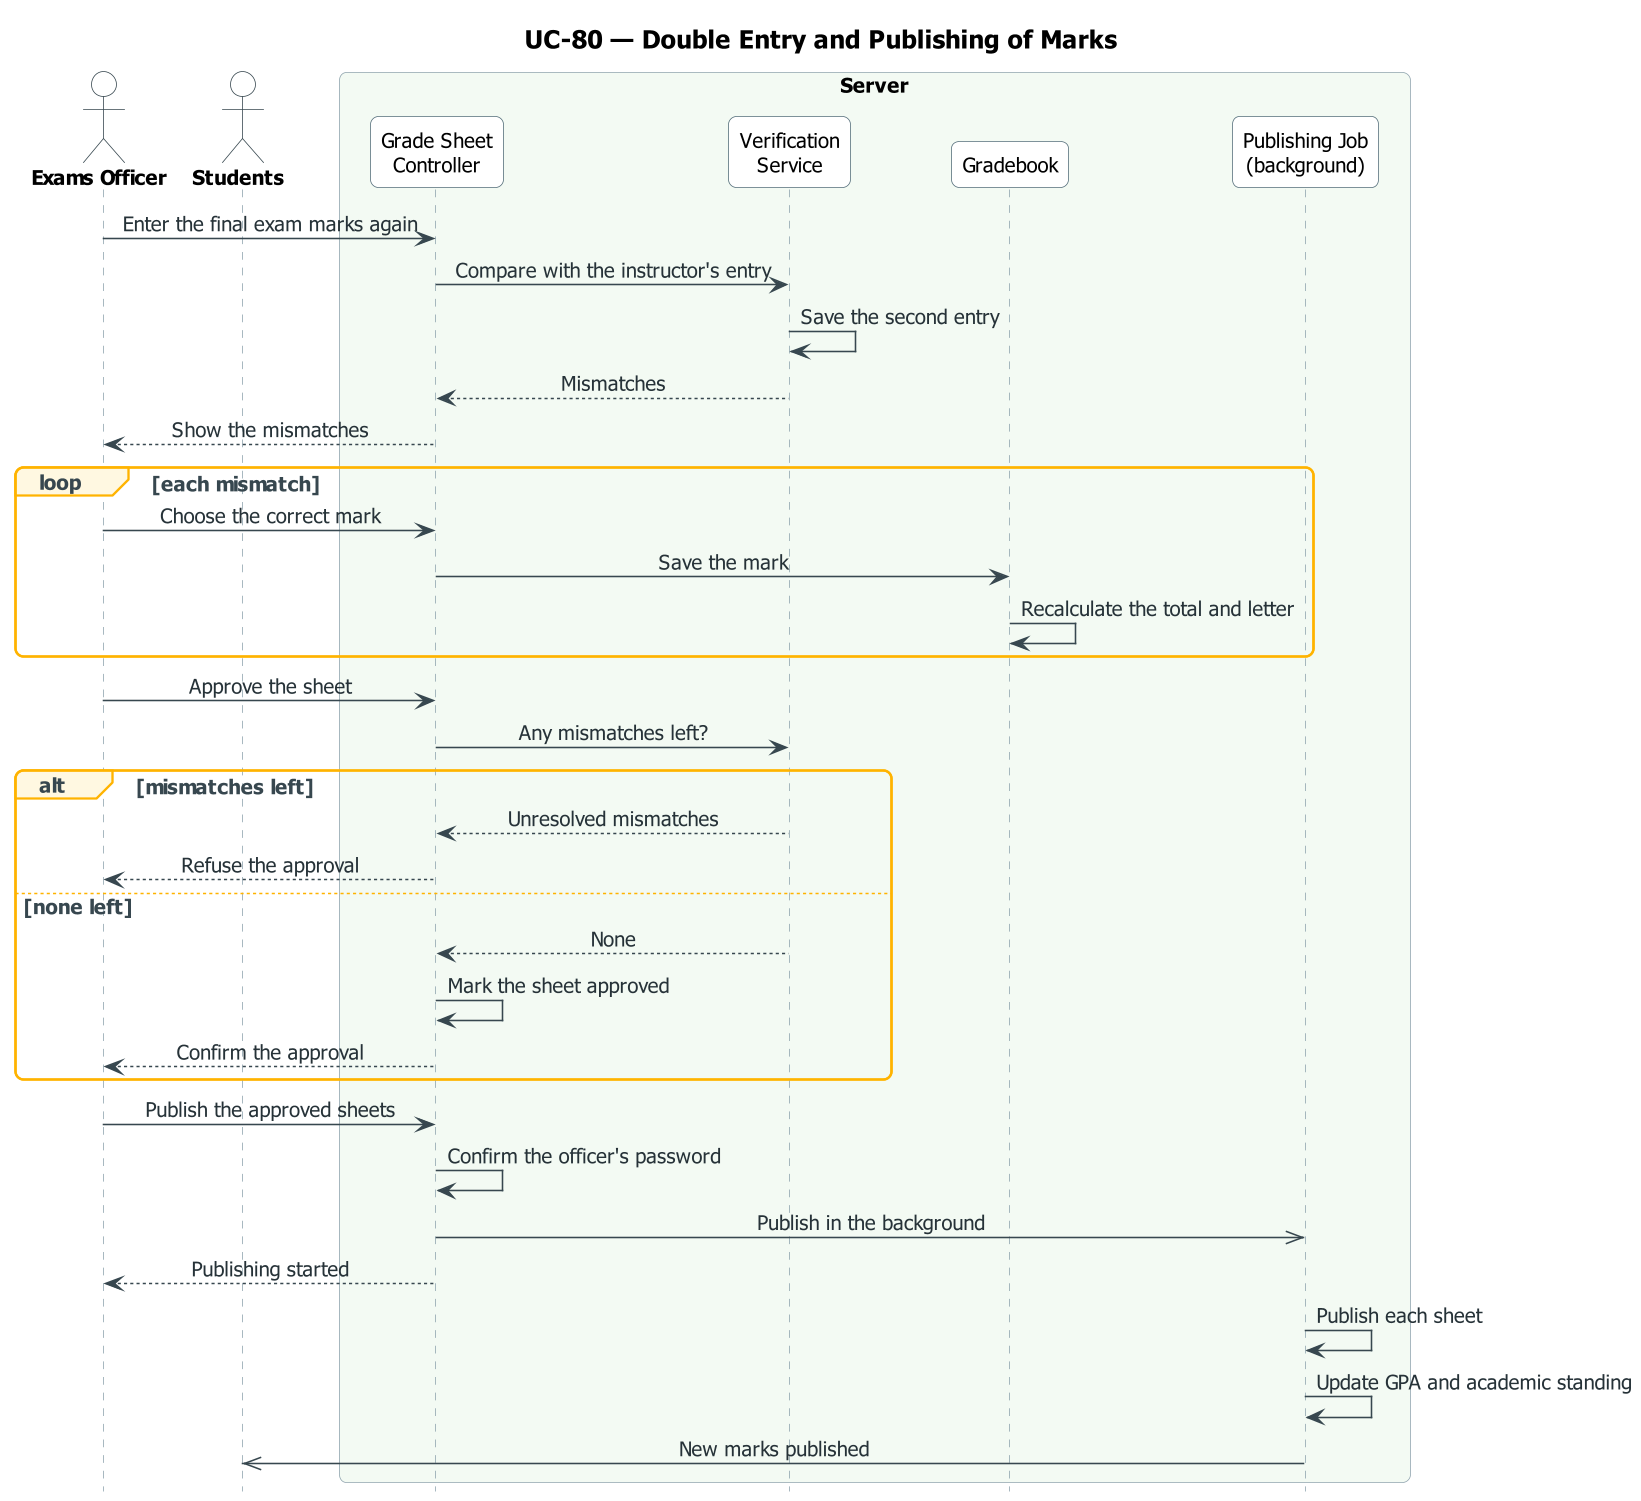 UC-80 — Double Entry and Publishing of Marks
Server
Exams Officer
Students
Grade Sheet
Controller
Verification
Service
Gradebook
Publishing Job
(background)
Enter the final exam marks again
Compare with the instructor's entry
Save the second entry
Mismatches
Show the mismatches
loop [each mismatch]
Choose the correct mark
Save the mark
Recalculate the total and letter
Approve the sheet
Any mismatches left?
alt [mismatches left]
Unresolved mismatches
Refuse the approval
[none left]
None
Mark the sheet approved
Confirm the approval
Publish the approved sheets
Confirm the officer's password
Publish in the background
Publishing started
Publish each sheet
Update GPA and academic standing
New marks published